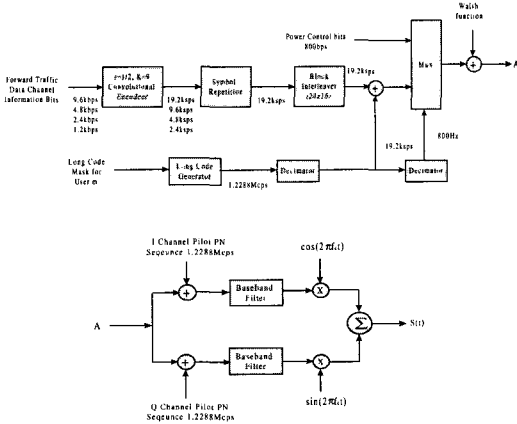 Walsh
function
Power Control bits
800bps
Mux
A
r=1/2, K=9
Convolutional
Encoder
Symbol
Repetition
Block
Interleaver
(24x16)
19.2ksps
Forward Traffic
Data Channel
Information Bits
9.6kbps
4.8kbps
2.4kbps
1.2kbps
19.2ksps
9.6ksps
4.8ksps
2.4ksps
19.2ksps
19.2ksps
800Hz
Long Code
Mask for
User m
Long Code
Generator
1.2288Mcps
Decimator
Decimator
I Channel Pilot PN
Seqeunce 1.2288Mcps
cos(2πfct)
Baseband
Filter
X
A
Σ
S(t)
Baseband
Filter
X
Q Channel Pilot PN
Seqeunce 1.2288Mcps
sin(2πfct)